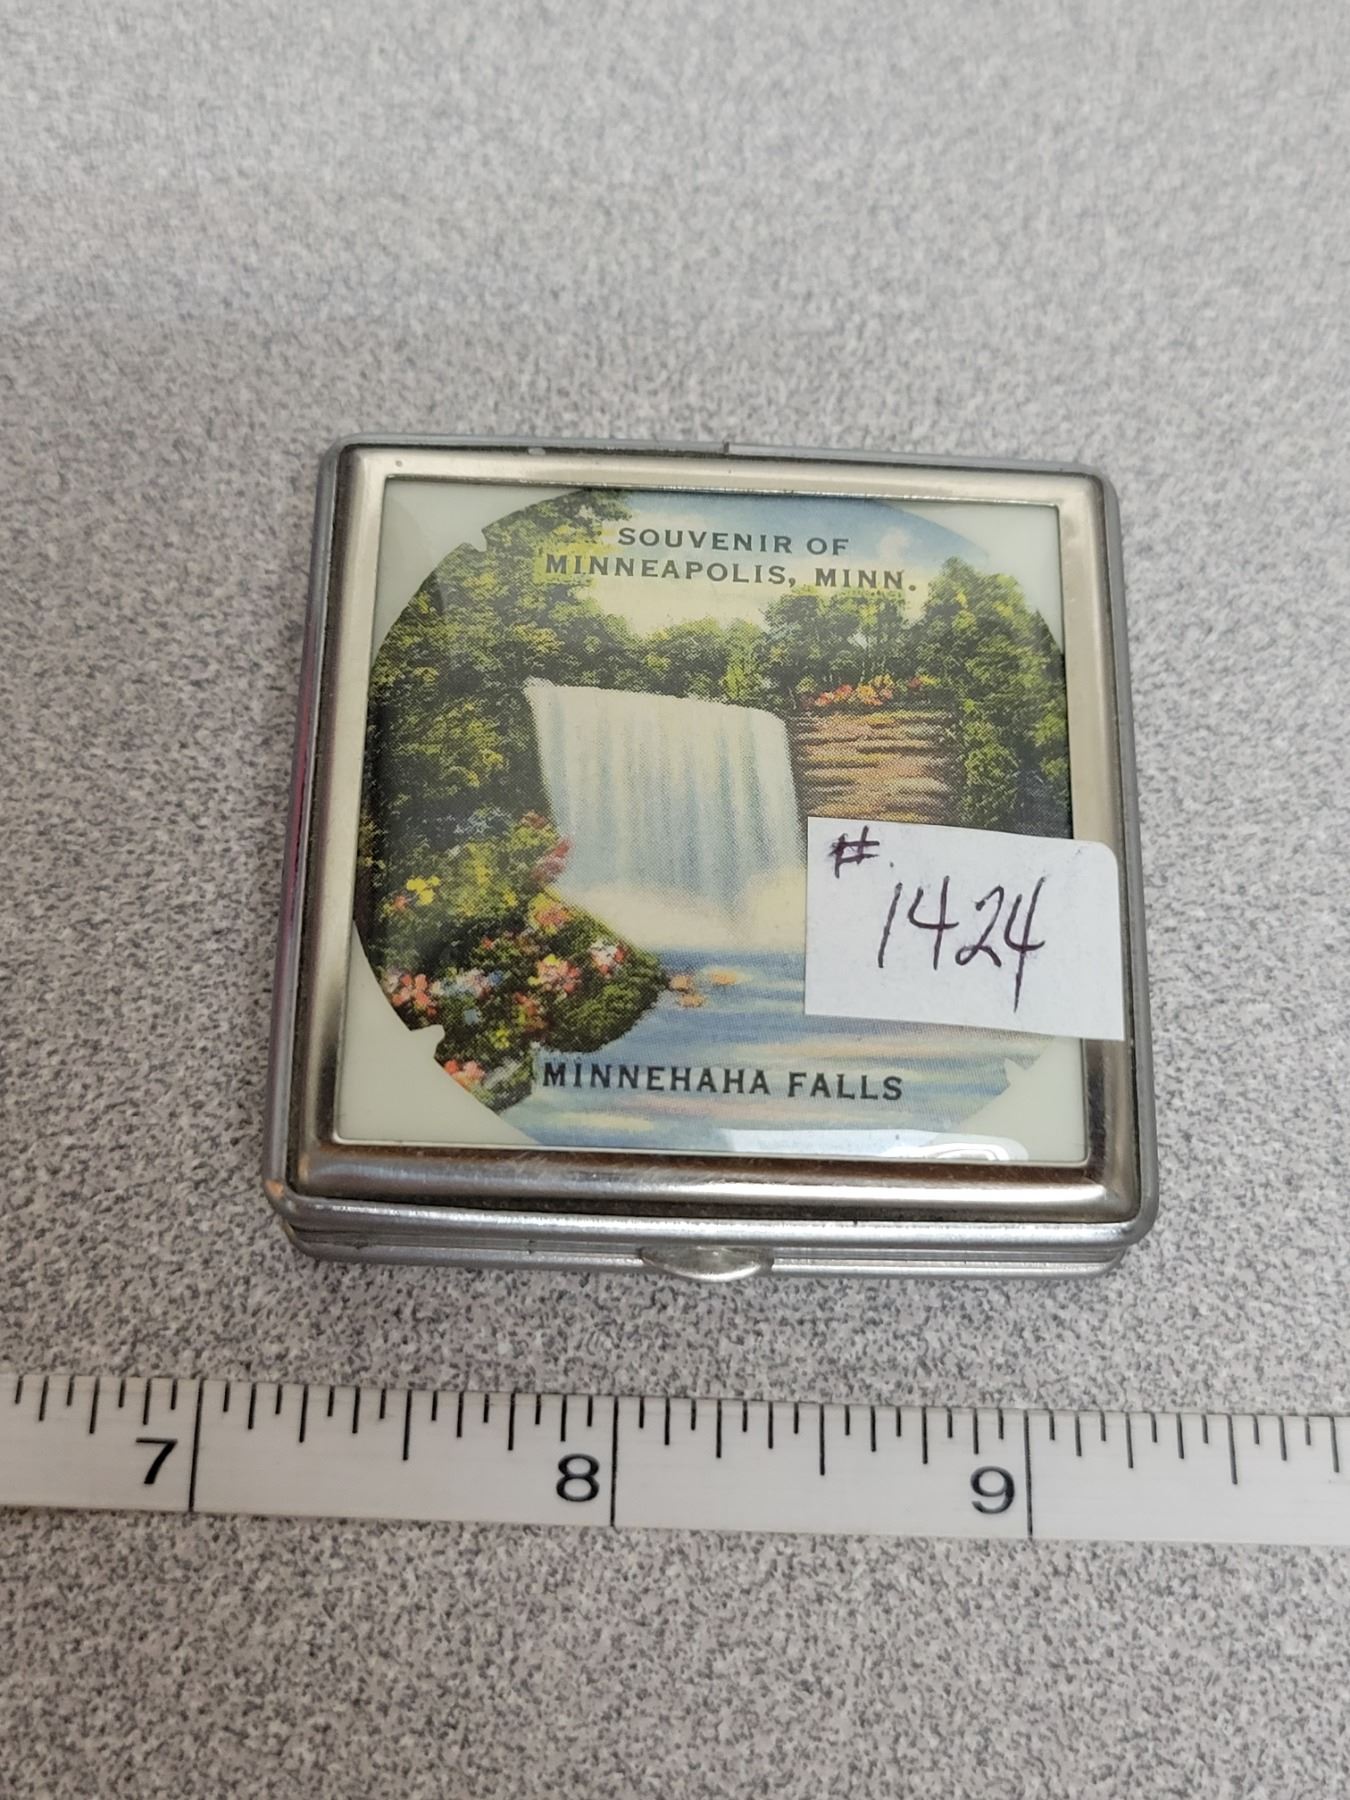 SOUVENIR OF
MINNEAPOLIS, MINN.
#
1424
MINNEHAHA FALLS
7 8 9